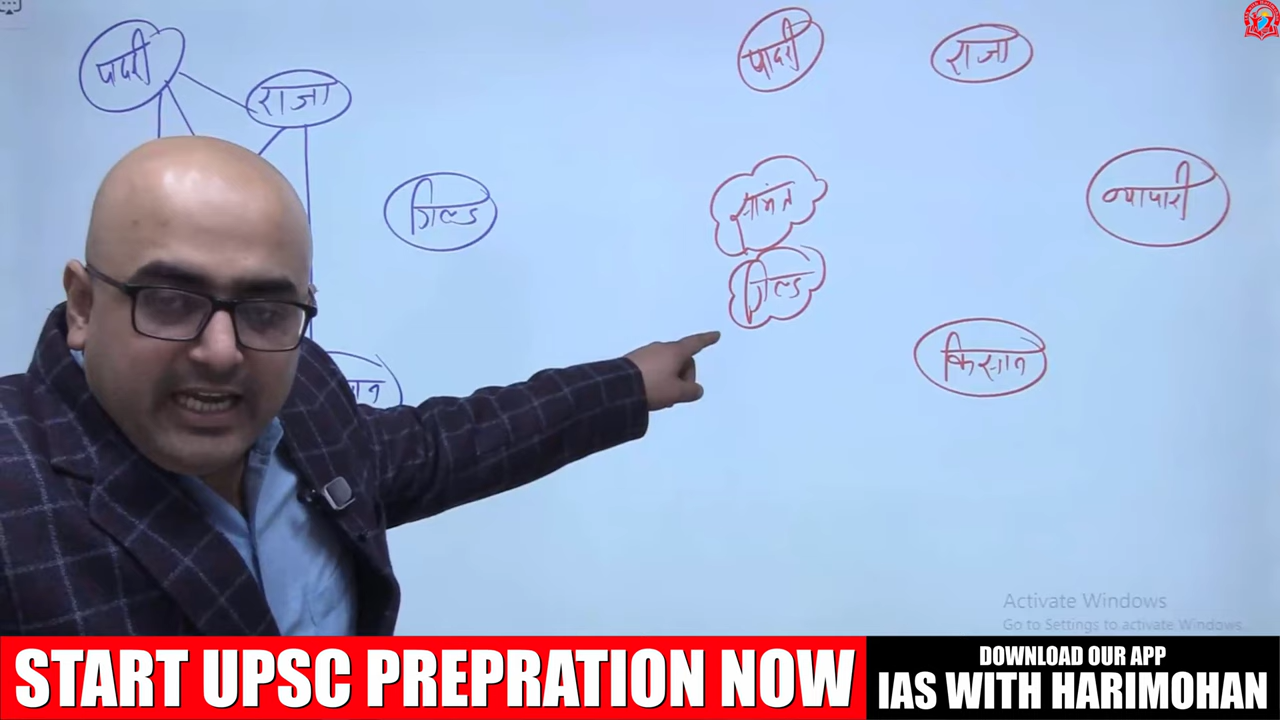 पादरी
राजा
गिल्ड
पादरी
राजा
सामंत
गिल्ड
व्यापारी
किसान
Activate Windows
Go to Settings to activate Windows.
START UPSC PREPRATION NOW
DOWNLOAD OUR APP
IAS WITH HARIMOHAN